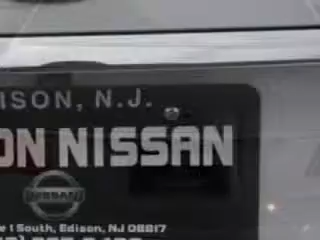 ISON, N.J.
ON NISSAN
NISSAN
e 1 South, Edison, NJ 08817